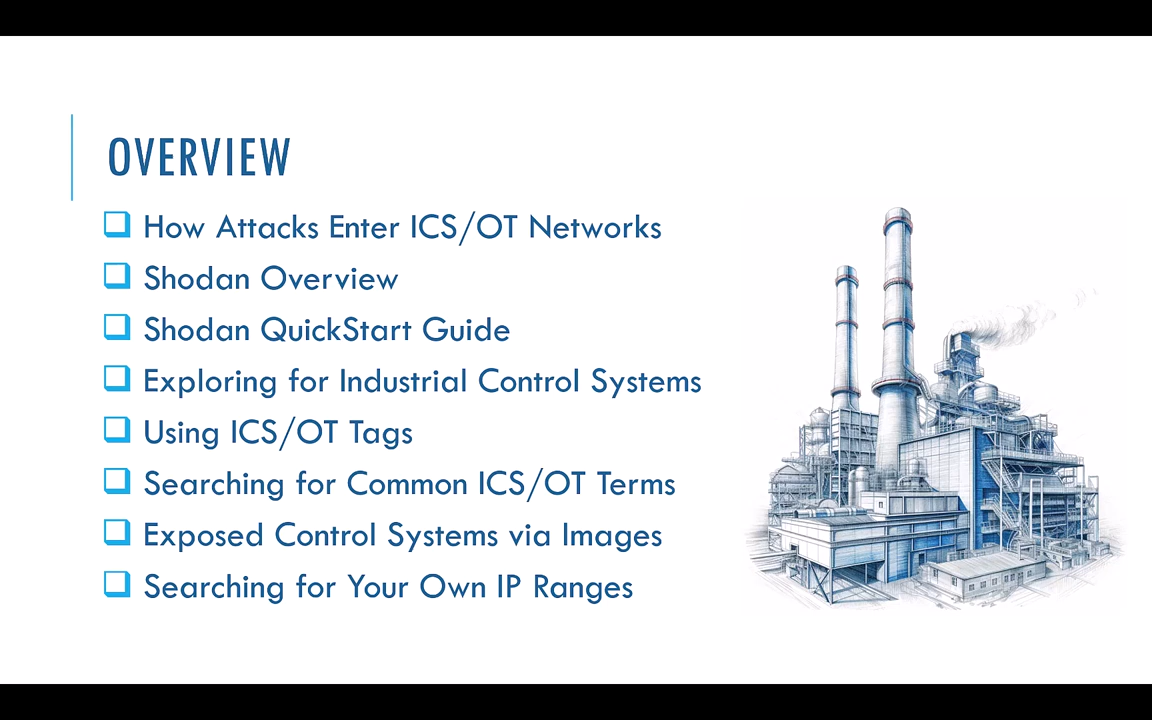 OVERVIEW
How Attacks Enter ICS/OT Networks
Shodan Overview
Shodan QuickStart Guide
Exploring for Industrial Control Systems
Using ICS/OT Tags
Searching for Common ICS/OT Terms
Exposed Control Systems via Images
Searching for Your Own IP Ranges